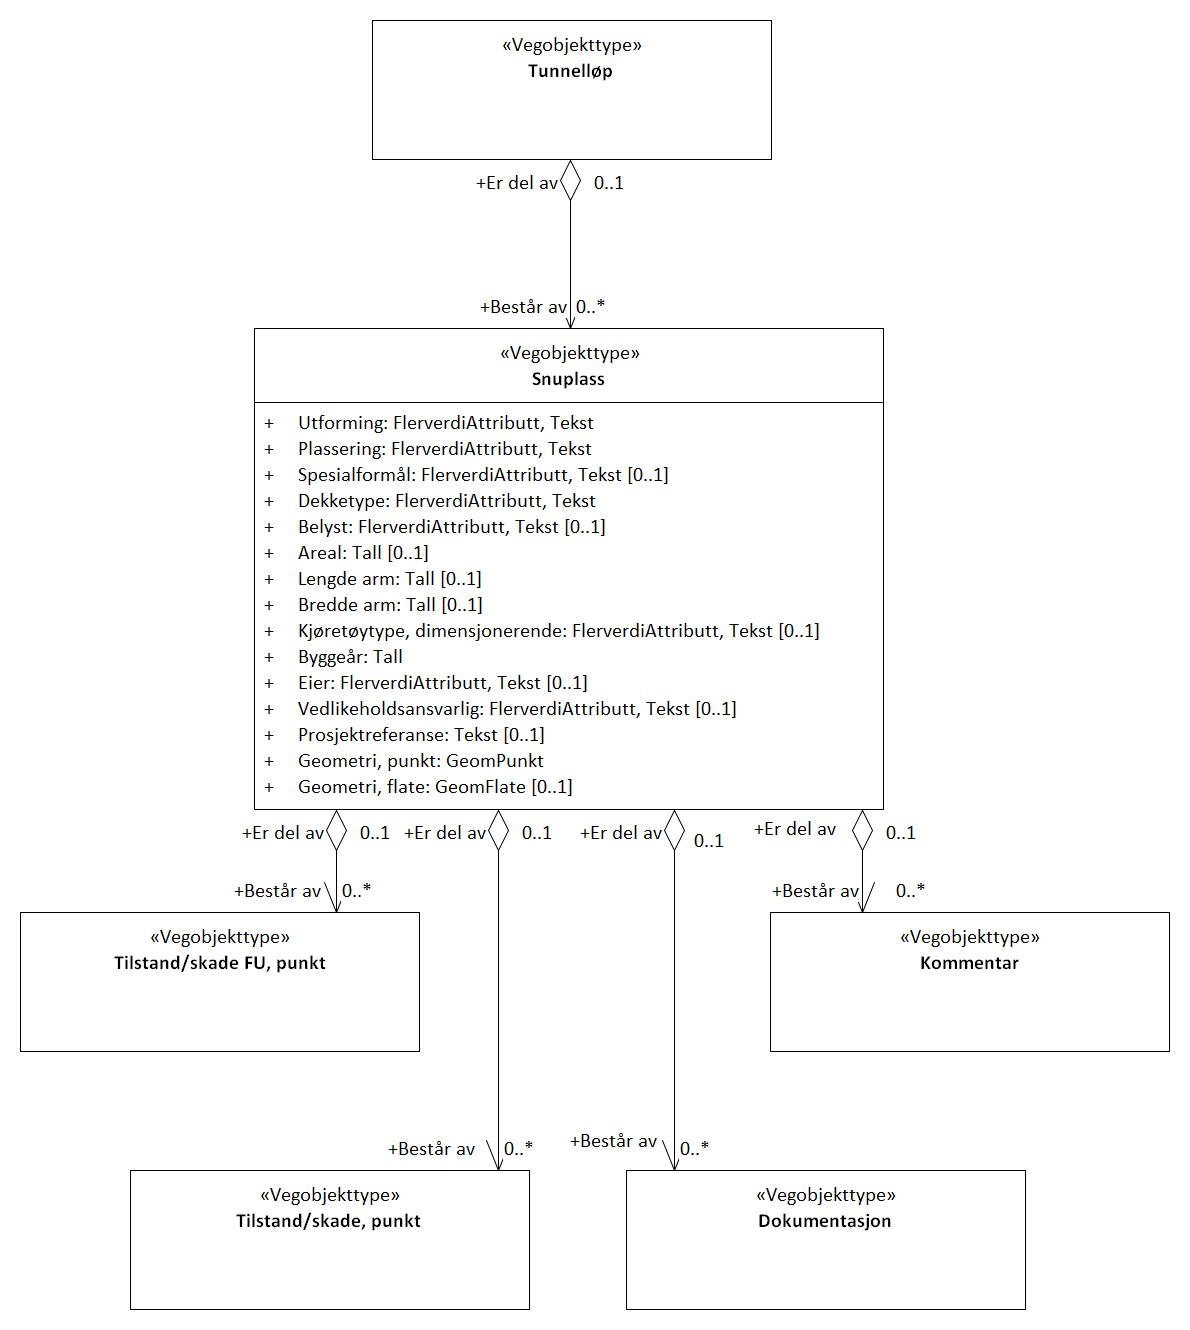 «Vegobjekttype»
Tunnelløp
+Er del av 0..1
+Består av 0..*
«Vegobjekttype»
Snuplass
+ Utforming: FlerverdiAttributt, Tekst
+ Plassering: FlerverdiAttributt, Tekst
+ Spesialformål: FlerverdiAttributt, Tekst [0..1]
+ Dekketype: FlerverdiAttributt, Tekst
+ Belyst: FlerverdiAttributt, Tekst [0..1]
+ Areal: Tall [0..1]
+ Lengde arm: Tall [0..1]
+ Bredde arm: Tall [0..1]
+ Kjøretøytype, dimensjonerende: FlerverdiAttributt, Tekst [0..1]
+ Byggeår: Tall
+ Eier: FlerverdiAttributt, Tekst [0..1]
+ Vedlikeholdsansvarlig: FlerverdiAttributt, Tekst [0..1]
+ Prosjektreferanse: Tekst [0..1]
+ Geometri, punkt: GeomPunkt
+ Geometri, flate: GeomFlate [0..1]
+Er del av 0..1 +Er del av 0..1 +Er del av 0..1 +Er del av 0..1
+Består av 0..* +Består av 0..*
«Vegobjekttype»
Tilstand/skade FU, punkt
«Vegobjekttype»
Kommentar
+Består av 0..* +Består av 0..*
«Vegobjekttype»
Tilstand/skade, punkt
«Vegobjekttype»
Dokumentasjon